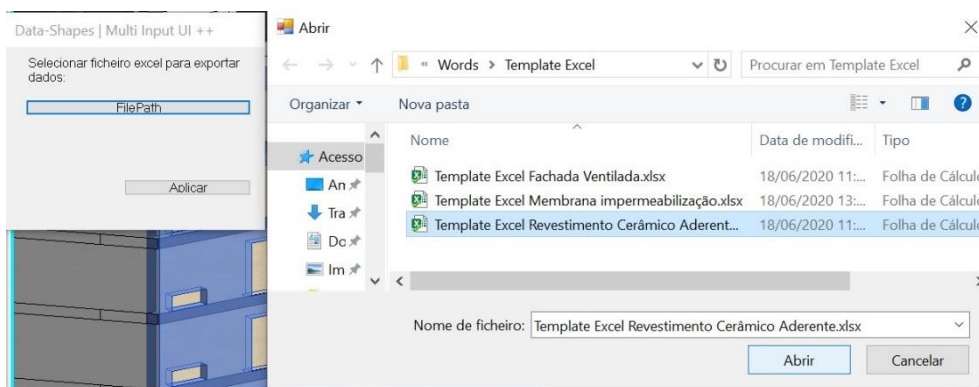 Data-Shapes | Multi Input UI ++
Selecionar ficheiro excel para exportar
dados:
FilePath
Aplicar
Abrir
« Words > Template Excel
Procurar em Template Excel
Organizar
Nova pasta
Nome
Data de modifi...
Tipo
Acesso
An
Tra
Do
Im
Template Excel Fachada Ventilada.xlsx 18/06/2020 11:... Folha de Cálculo
Template Excel Membrana impermeabilização.xlsx 18/06/2020 13:... Folha de Cálculo
Template Excel Revestimento Cerâmico Aderent... 18/06/2020 11:... Folha de Cálculo
Nome de ficheiro: Template Excel Revestimento Cerâmico Aderente.xlsx
Abrir
Cancelar